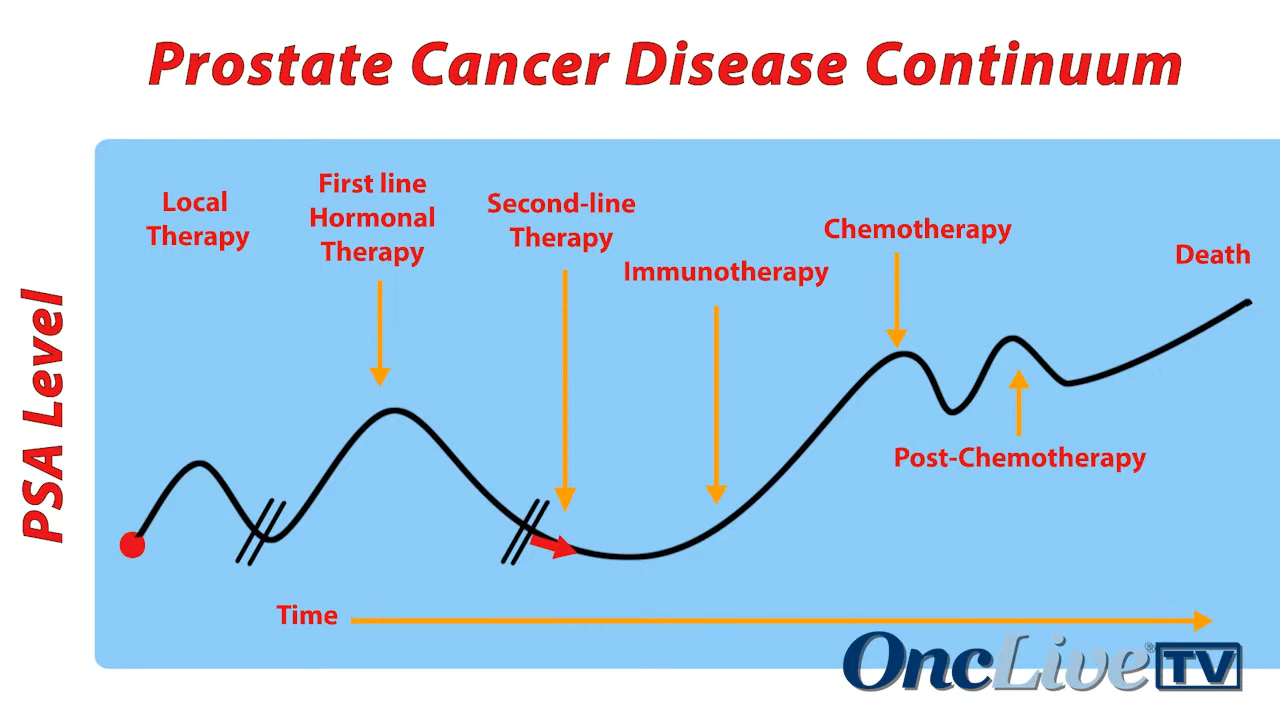 Prostate Cancer Disease Continuum
Local
Therapy
First line
Hormonal
Therapy
Second-line
Therapy
Immunotherapy
Chemotherapy
Death
Post-Chemotherapy
PSA Level
Time
OncLive®TV